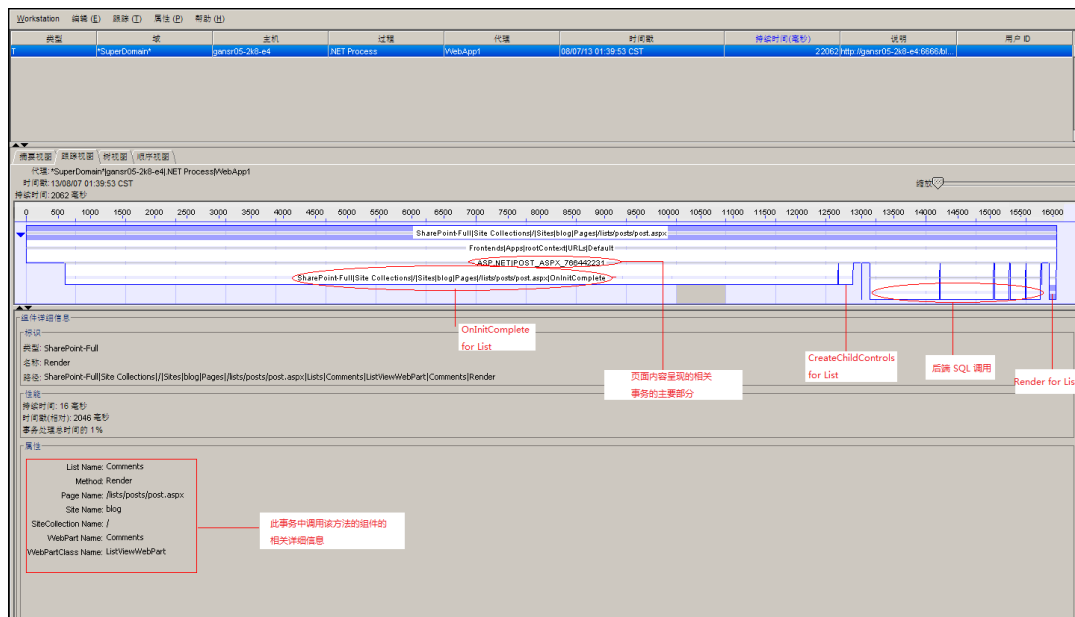 Workstation 编辑 (E) 跟踪 (T) 属性 (P) 帮助 (H)
类型 域 主机 过程 代理 时间戳 持续时间(毫秒) 说明 用户 ID
T *SuperDomain* gansr05-2k8-e4 .NET Process WebApp1 08/07/13 01:39:53 CST 22062 http://gansr05-2k8-e4:6666/bl...
摘要视图 跟踪视图 树视图 顺序视图
代理: *SuperDomain*|gansr05-2k8-e4|.NET Process|WebApp1
时间戳: 13/08/07 01:39:53 CST
缩放
持续时间: 2062 毫秒
0 500 1000 1500 2000 2500 3000 3500 4000 4500 5000 5500 6000 6500 7000 7500 8000 8500 9000 9500 10000 10500 11000 11500 12000 12500 13000 13500 14000 14500 15000 15500 16000
SharePoint-Full|Site Collections|/|Sites|blog|Pages|/lists/posts/post.aspx
Frontends|Apps|rootContext|URLs|Default
ASP.NET|POST_ASPX_706442231
SharePoint-Full|Site Collections|/|Sites|blog|Pages|/lists/posts/post.aspx|OnInitComplete
组件详细信息
标识
类型: SharePoint-Full
名称: Render
路径: SharePoint-Full|Site Collections|/|Sites|blog|Pages|/lists/posts/post.aspx|Lists|Comments|ListViewWebPart|Comments|Render
OnInitComplete
for List
页面内容呈现的相关
事务的主要部分
CreateChildControls
for List
后端 SQL 调用
Render for Lis
性能
持续时间: 16 毫秒
时间戳(相对): 2046 毫秒
事务处理总时间的 1%
属性
List Name: Comments
Method: Render
Page Name: /lists/posts/post.aspx
Site Name: blog
SiteCollection Name: /
WebPart Name: Comments
WebPartClass Name: ListViewWebPart
此事务中调用该方法的组件的
相关详细信息